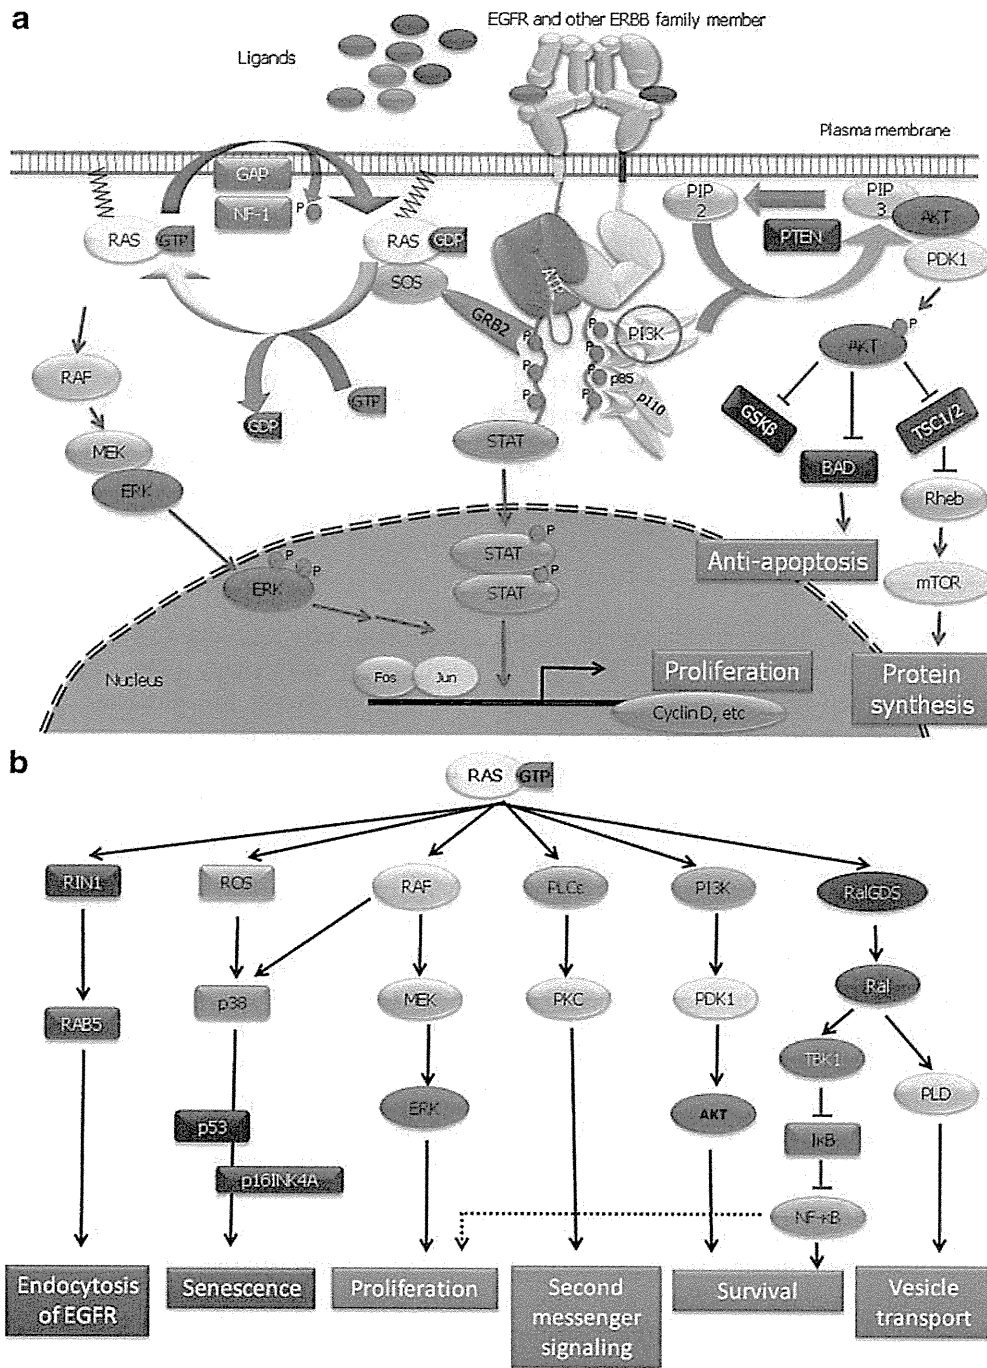 a
EGFR and other ERBB family member
Ligands
Plasma membrane
GAP
NF-1
P
RAS
GTP
RAS
GDP
SOS
GRB2
ATP
PIP
2
PIP
3
PTEN
AKT
PDK1
PI3K
P
P
P
P
P
P
p85
p110
P
AKT
RAF
GDP
GTP
GSKβ
TSC1/2
MEK
ERK
STAT
BAD
Rheb
P
STAT
P
STAT
P
P
ERK
Anti-apoptosis
mTOR
Nucleus
Fos
Jun
Proliferation
Cyclin D, etc
Protein
synthesis
b
RAS
GTP
RIN1
ROS
RAF
PLCε
PI3K
RalGDS
RAB5
p38
MEK
PKC
PDK1
Ral
TBK1
PLD
p53
ERK
AKT
IκB
p16INK4A
NF-κB
Endocytosis
of EGFR
Senescence
Proliferation
Second
messenger
signaling
Survival
Vesicle
transport